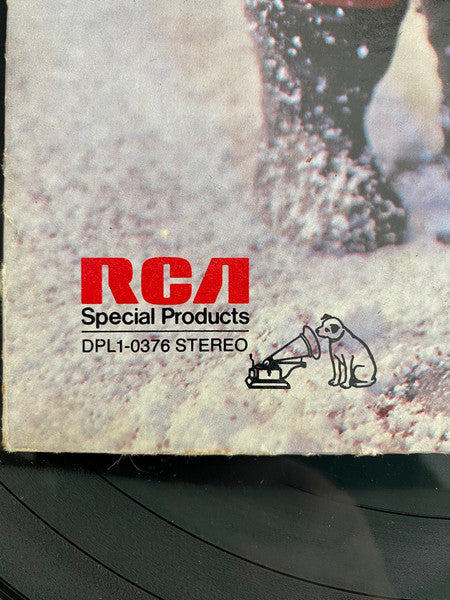 RCA
Special Products
DPL1-0376 STEREO